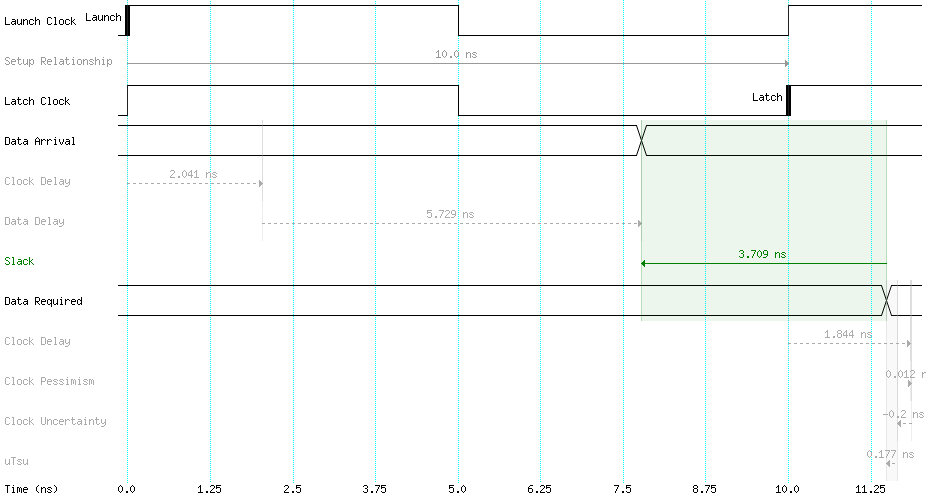 Launch Clock Launch
Setup Relationship 10.0 ns
Latch Clock Latch
Data Arrival
Clock Delay 2.041 ns
Data Delay 5.729 ns
Slack 3.709 ns
Data Required
Clock Delay 1.844 ns
Clock Pessimism 0.012 n
Clock Uncertainty -0.2 ns
uTsu 0.177 ns
Time (ns) 0.0 1.25 2.5 3.75 5.0 6.25 7.5 8.75 10.0 11.25